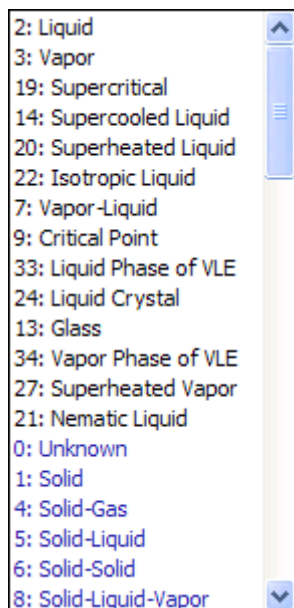 2: Liquid
3: Vapor
19: Supercritical
14: Supercooled Liquid
20: Superheated Liquid
22: Isotropic Liquid
7: Vapor-Liquid
9: Critical Point
33: Liquid Phase of VLE
24: Liquid Crystal
13: Glass
34: Vapor Phase of VLE
27: Superheated Vapor
21: Nematic Liquid
0: Unknown
1: Solid
4: Solid-Gas
5: Solid-Liquid
6: Solid-Solid
8: Solid-Liquid-Vapor